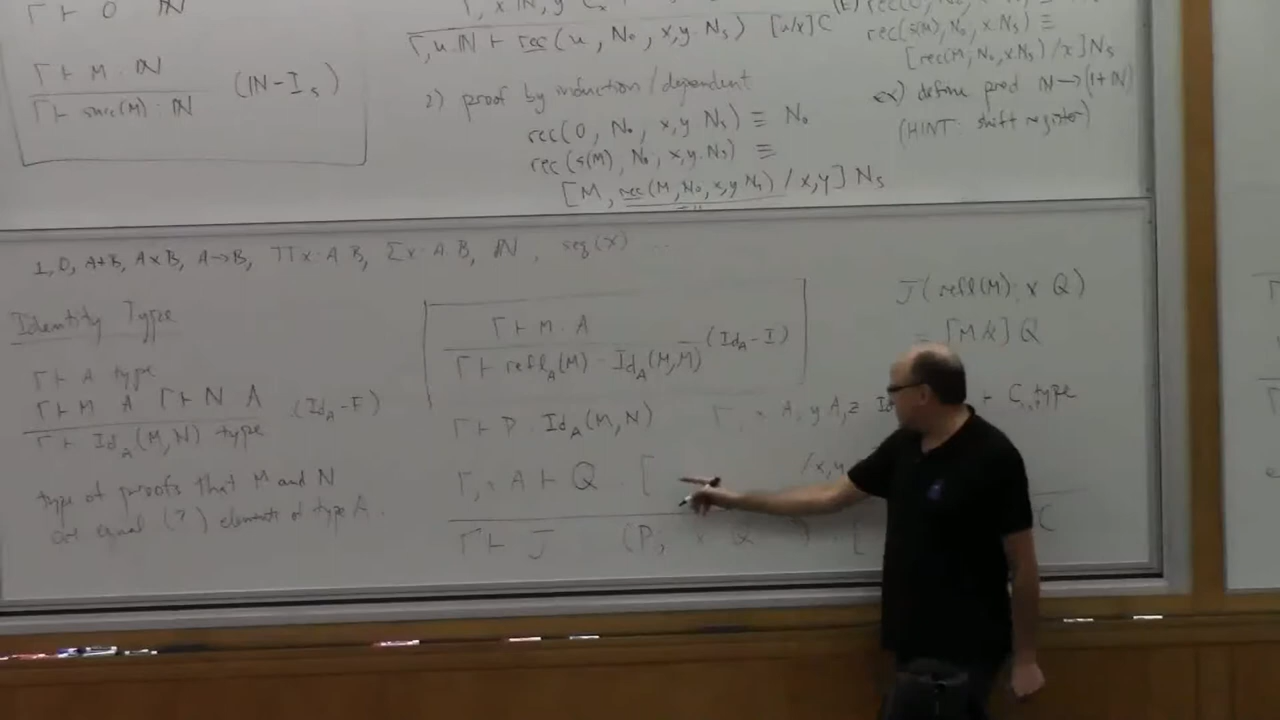 Γ ⊢ 0 : ℕ
Γ ⊢ M : ℕ
Γ ⊢ succ(M) : ℕ
(ℕ-I_s)
Γ, x ℕ, y C_x
Γ, u ℕ ⊢ rec(u, N₀, x,y. N_s) [u/x]C
2) proof by induction/dependent
rec(0, N₀, x,y N_s) ≡ N₀
rec(s(M), N₀, x,y. N_s) ≡
[M, rec(M, N₀, x,y N_s) / x,y] N_s
rec(s(M), N₀, x.N_s) ≡
[rec(M, N₀, x.N_s) / x] N_s
ex) define pred ℕ → (1+ℕ)
(HINT: shift register)
1, 0, A+B, A×B, A→B, Πx:A B, Σx:A.B, ℕ, seq(x) ...
Identity Type
Γ ⊢ A type
Γ ⊢ M A Γ ⊢ N A
(Id_A-F)
Γ ⊢ Id_A(M,N) type
type of proofs that M and N
are equal (?) elements of type A.
Γ ⊢ M : A
Γ ⊢ refl_A(M) : Id_A(M,M)
(Id_A-I)
J(refl(M); x Q)
= [M/x] Q
Γ ⊢ P : Id_A(M,N)
Γ, x A, y A, z Id ⊢ C type
Γ, x A ⊢ Q : [ /x,y
Γ ⊢ J (P; x Q ) : [ C